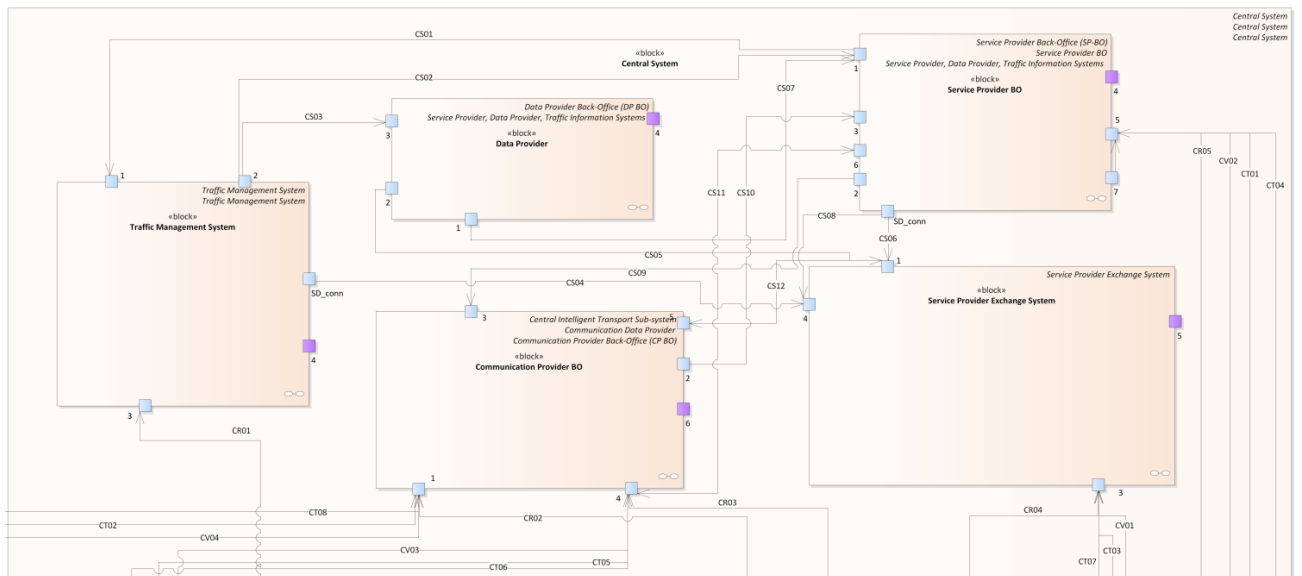 Central System
Central System
Central System
«block»
Central System
CS01
CS02
CS03
CS07
Service Provider Back-Office (SP-BO)
Service Provider BO
Service Provider, Data Provider, Traffic Information Systems
«block»
Service Provider BO
1
3
6
2
4
5
7
SD_conn
Data Provider Back-Office (DP BO)
Service Provider, Data Provider, Traffic Information Systems
«block»
Data Provider
3
4
2
1
CR05
CV02
CT01
CT04
CS11
CS10
CS08
CS06
1
2
Traffic Management System
Traffic Management System
«block»
Traffic Management System
SD_conn
4
3
CS05
CS09
CS04
CS12
1
Service Provider Exchange System
«block»
Service Provider Exchange System
4
5
3
3
5
Central Intelligent Transport Sub-system
Communication Data Provider
Communication Provider Back-Office (CP BO)
«block»
Communication Provider BO
2
6
1
4
CR01
CT08
CT02
CV04
CR02
CR03
CV03
CT05
CT06
CR04
CV01
CT03
CT07